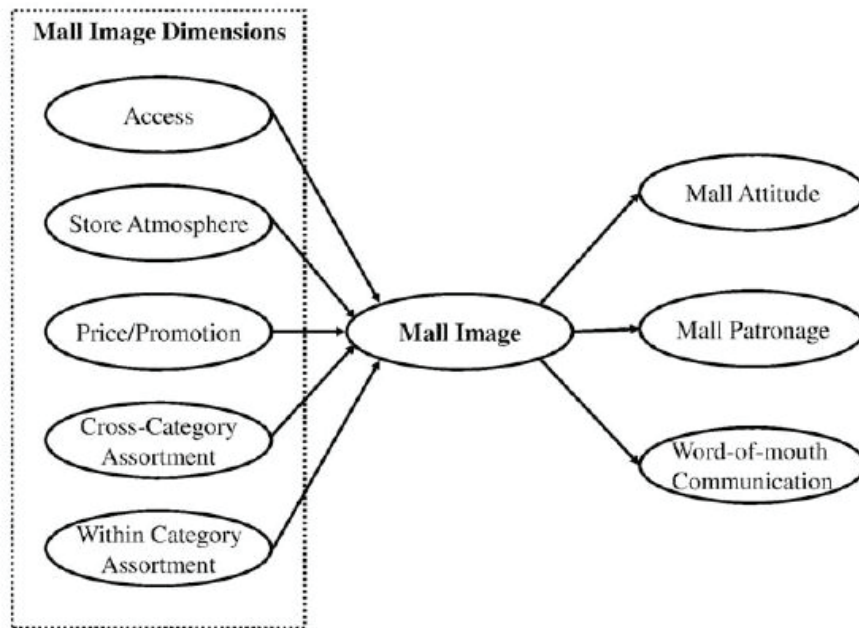 Mall Image Dimensions
Access
Store Atmosphere
Price/Promotion
Cross-Category
Assortment
Within Category
Assortment
Mall Image
Mall Attitude
Mall Patronage
Word-of-mouth
Communication